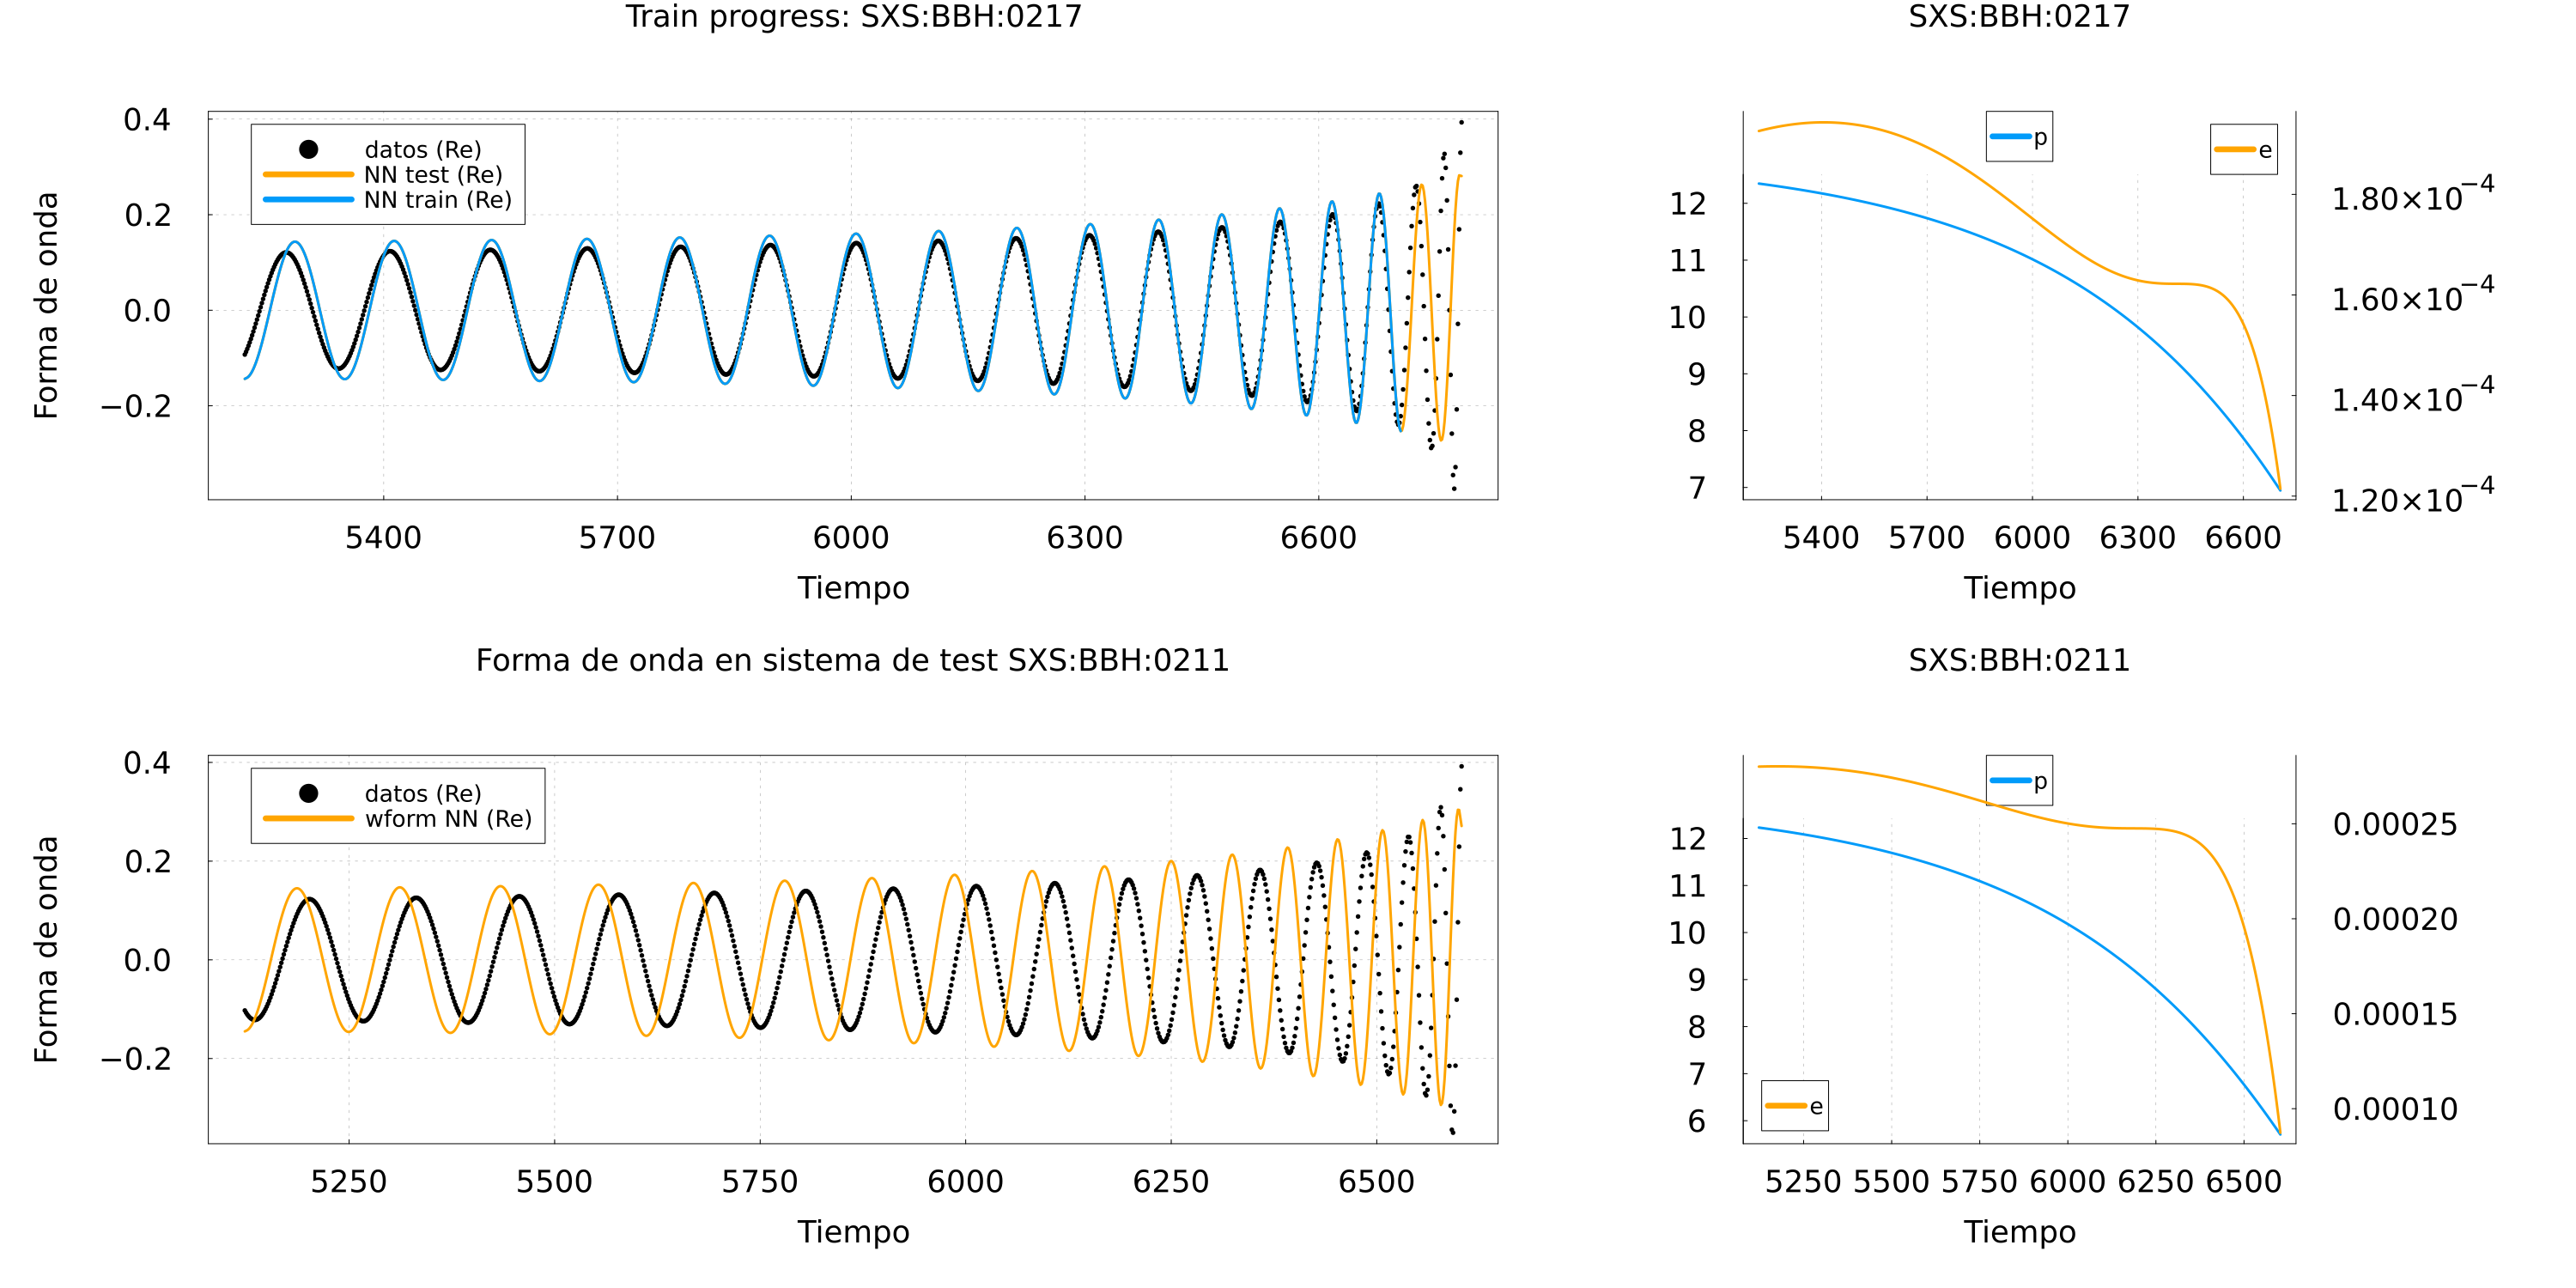 Train progress: SXS:BBH:0217
datos (Re)
NN test (Re)
NN train (Re)
Forma de onda
0.4
0.2
0.0
−0.2
5400 5700 6000 6300 6600
Tiempo
SXS:BBH:0217
p
e
12
11
10
9
8
7
1.80×10⁻⁴
1.60×10⁻⁴
1.40×10⁻⁴
1.20×10⁻⁴
5400 5700 6000 6300 6600
Tiempo
Forma de onda en sistema de test SXS:BBH:0211
datos (Re)
wform NN (Re)
Forma de onda
0.4
0.2
0.0
−0.2
5250 5500 5750 6000 6250 6500
Tiempo
SXS:BBH:0211
p
e
12
11
10
9
8
7
6
0.00025
0.00020
0.00015
0.00010
5250 5500 5750 6000 6250 6500
Tiempo